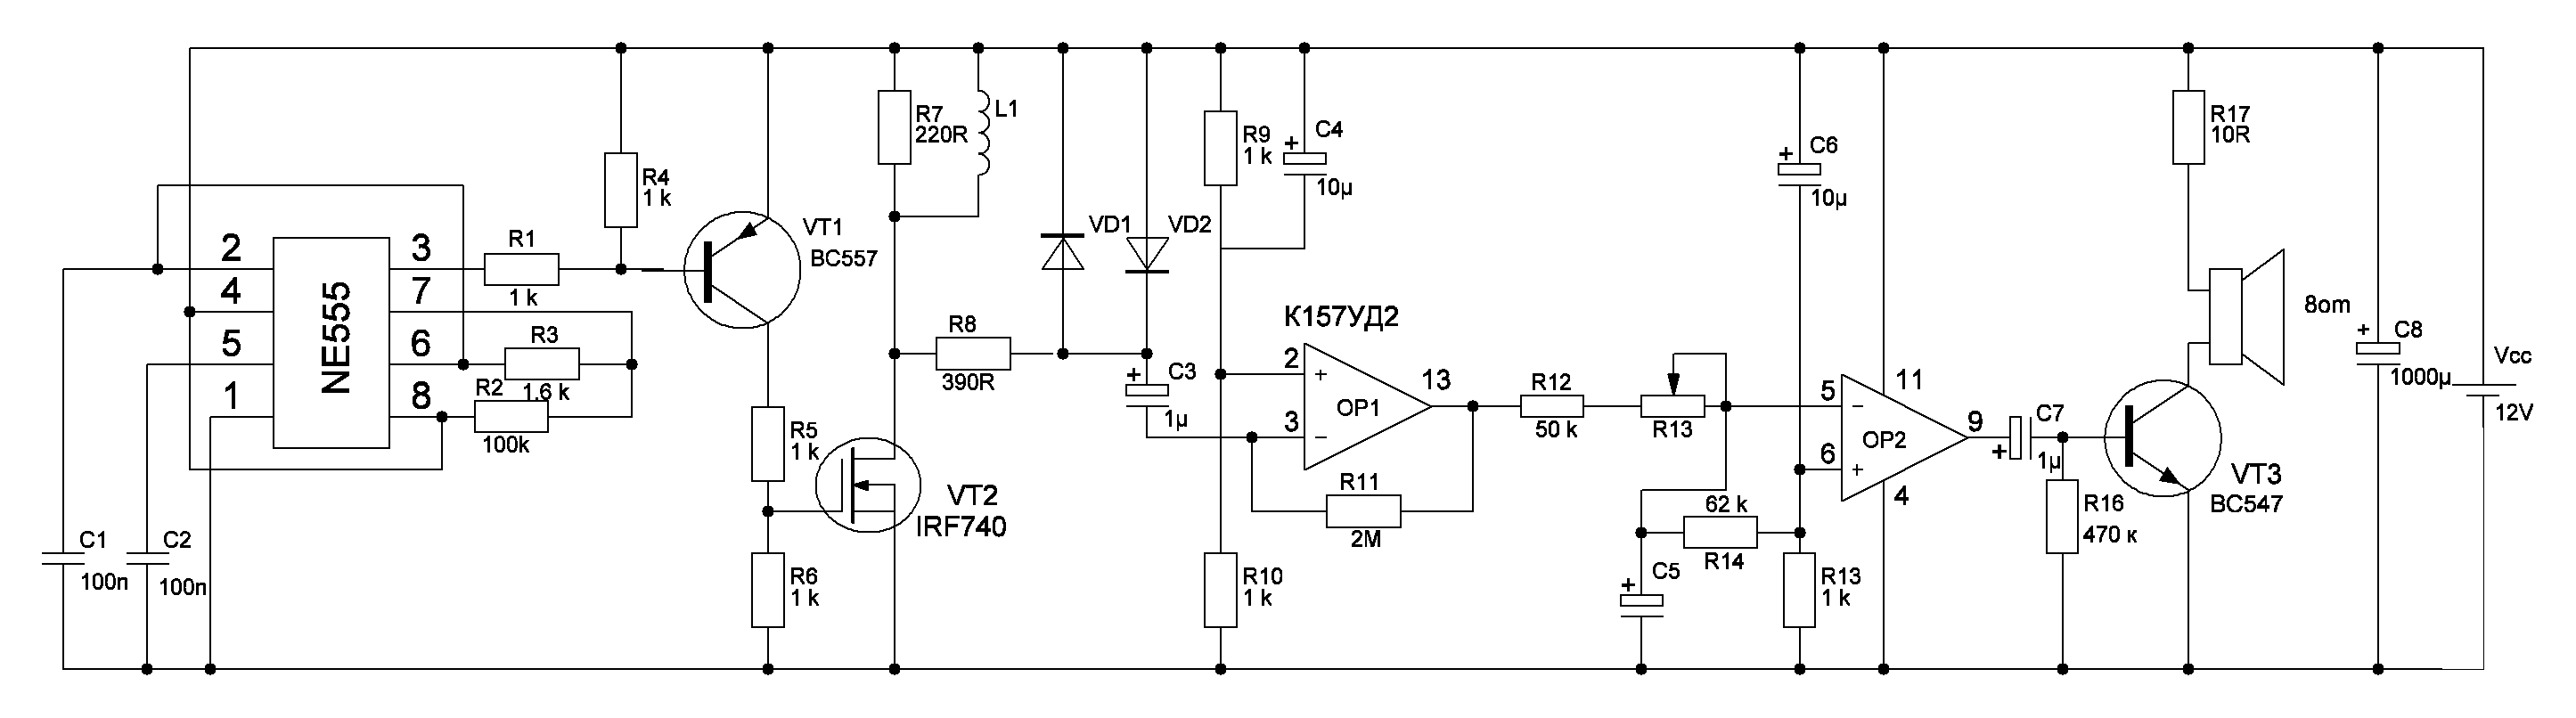 2
4
5
1
NE555
3
7
6
8
C1
100n
C2
100n
R1
1 k
R3
1,6 k
R2
100k
R4
1 k
VT1
BC557
R5
1 k
R6
1 k
VT2
IRF740
R7
220R
L1
R8
390R
VD1
VD2
+
C3
1µ
R9
1 k
+
C4
10µ
К157УД2
2
3
+
−
OP1
13
R11
2M
R10
1 k
R12
50 k
R13
+
C5
62 k
R14
R13
1 k
+
C6
10µ
5
6
−
+
OP2
11
4
9
+
C7
1µ
R16
470 к
VT3
BC547
R17
10R
8om
+
C8
1000µ
Vcc
12V